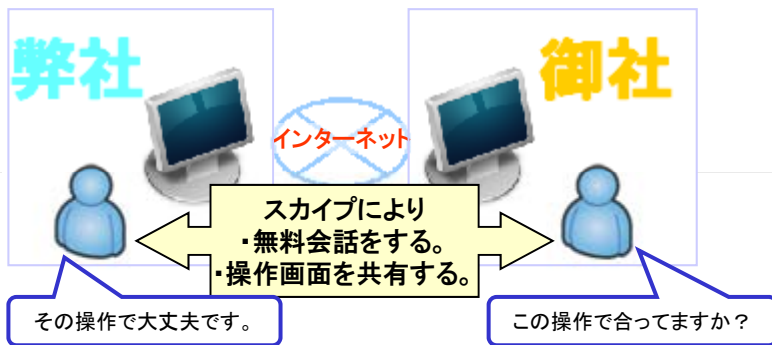 弊社
御社
インターネット
スカイプにより
・無料会話をする。
・操作画面を共有する。
その操作で大丈夫です。
この操作で合ってますか？